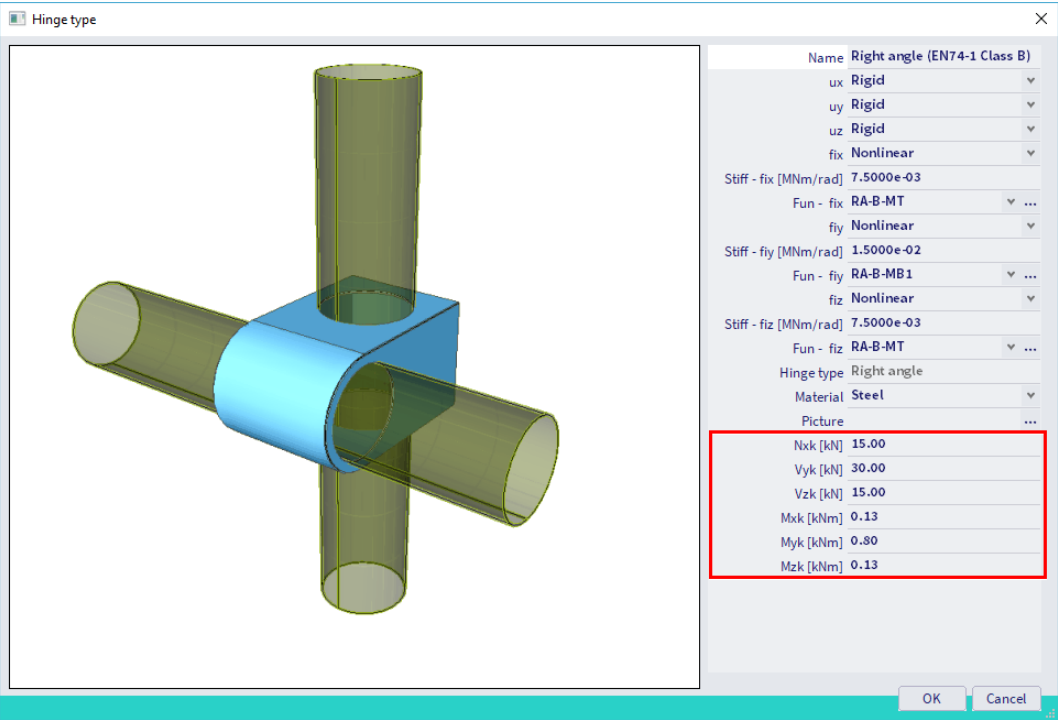 Hinge type
Name Right angle (EN74-1 Class B)
ux Rigid
uy Rigid
uz Rigid
fix Nonlinear
Stiff - fix [MNm/rad] 7.5000e-03
Fun - fix RA-B-MT ...
fiy Nonlinear
Stiff - fiy [MNm/rad] 1.5000e-02
Fun - fiy RA-B-MB1 ...
fiz Nonlinear
Stiff - fiz [MNm/rad] 7.5000e-03
Fun - fiz RA-B-MT ...
Hinge type Right angle
Material Steel
Picture ...
Nxk [kN] 15.00
Vyk [kN] 30.00
Vzk [kN] 15.00
Mxk [kNm] 0.13
Myk [kNm] 0.80
Mzk [kNm] 0.13
OK Cancel